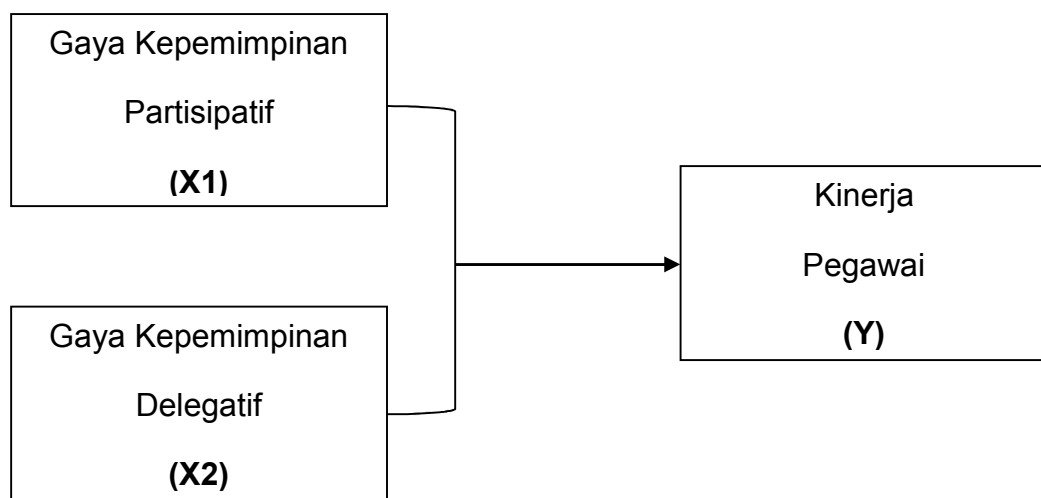 Gaya Kepemimpinan
Partisipatif
(X1)
Kinerja
Pegawai
(Y)
Gaya Kepemimpinan
Delegatif
(X2)